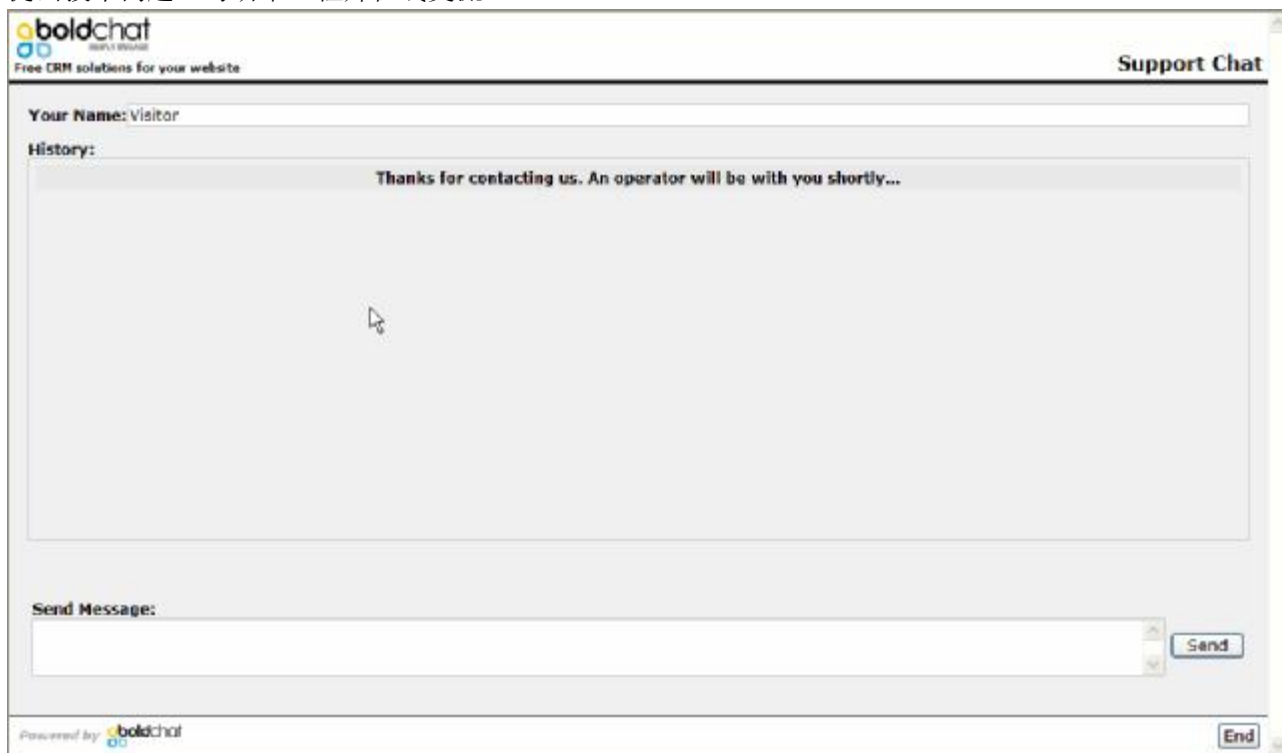 boldchat
Free CRM solutions for your website
Support Chat
Your Name: Visitor
History:
Thanks for contacting us. An operator will be with you shortly...
Send Message:
Send
Powered by boldchat
End